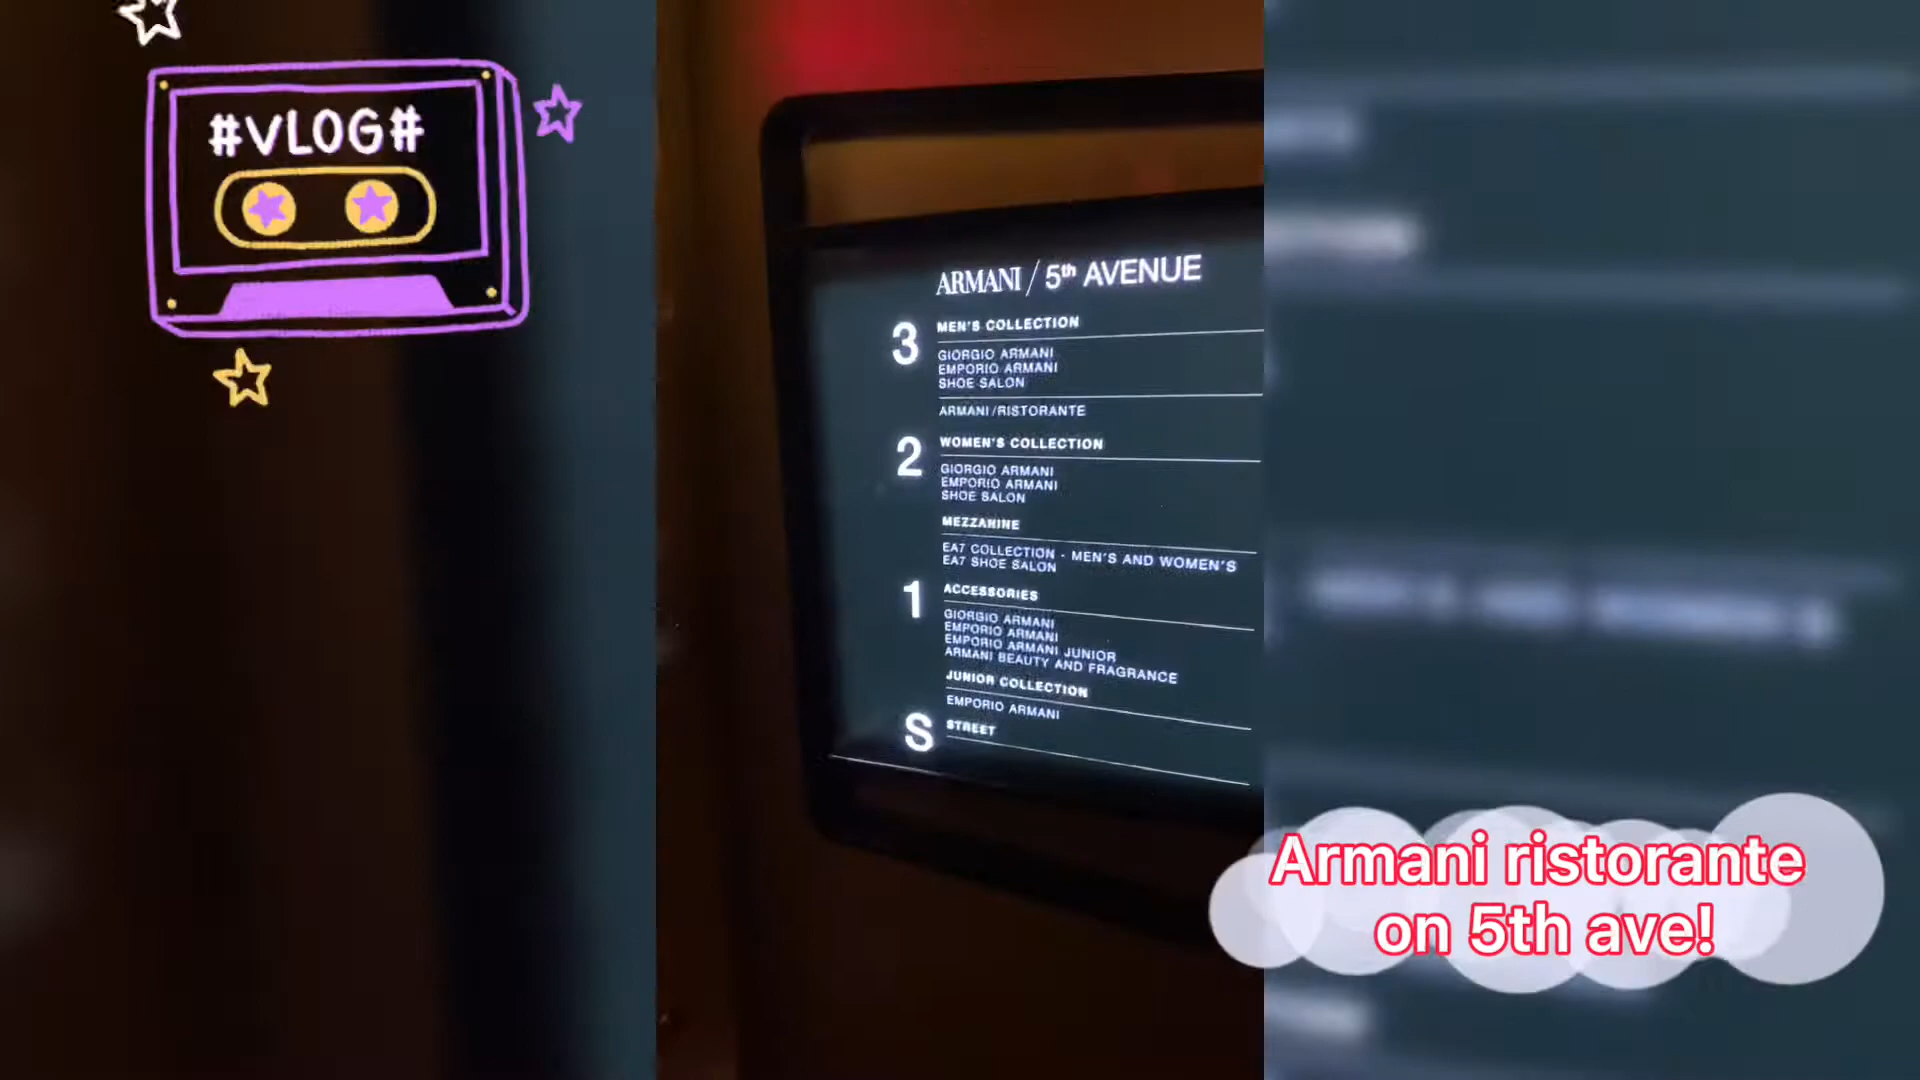 #VLOG#
ARMANI / 5th AVENUE
3 MEN'S COLLECTION
GIORGIO ARMANI
EMPORIO ARMANI
SHOE SALON
ARMANI/RISTORANTE
2 WOMEN'S COLLECTION
GIORGIO ARMANI
EMPORIO ARMANI
SHOE SALON
MEZZANINE
EA7 COLLECTION - MEN'S AND WOMEN'S
EA7 SHOE SALON
1 ACCESSORIES
GIORGIO ARMANI
EMPORIO ARMANI
EMPORIO ARMANI JUNIOR
ARMANI BEAUTY AND FRAGRANCE
JUNIOR COLLECTION
EMPORIO ARMANI
S STREET
Armani ristorante
on 5th ave!